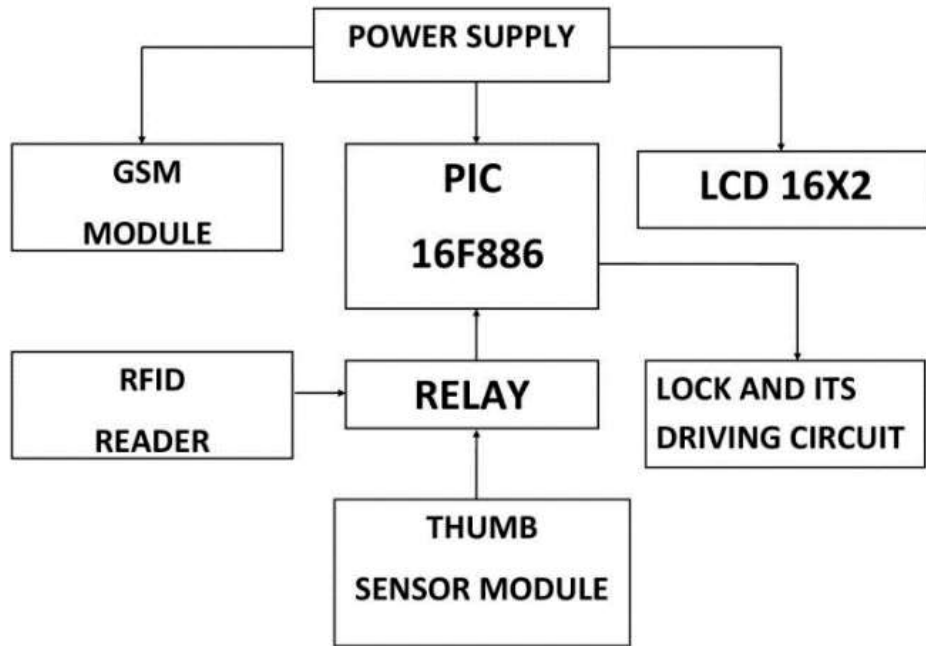 POWER SUPPLY
GSM
MODULE
PIC
16F886
LCD 16X2
RFID
READER
RELAY
LOCK AND ITS
DRIVING CIRCUIT
THUMB
SENSOR MODULE